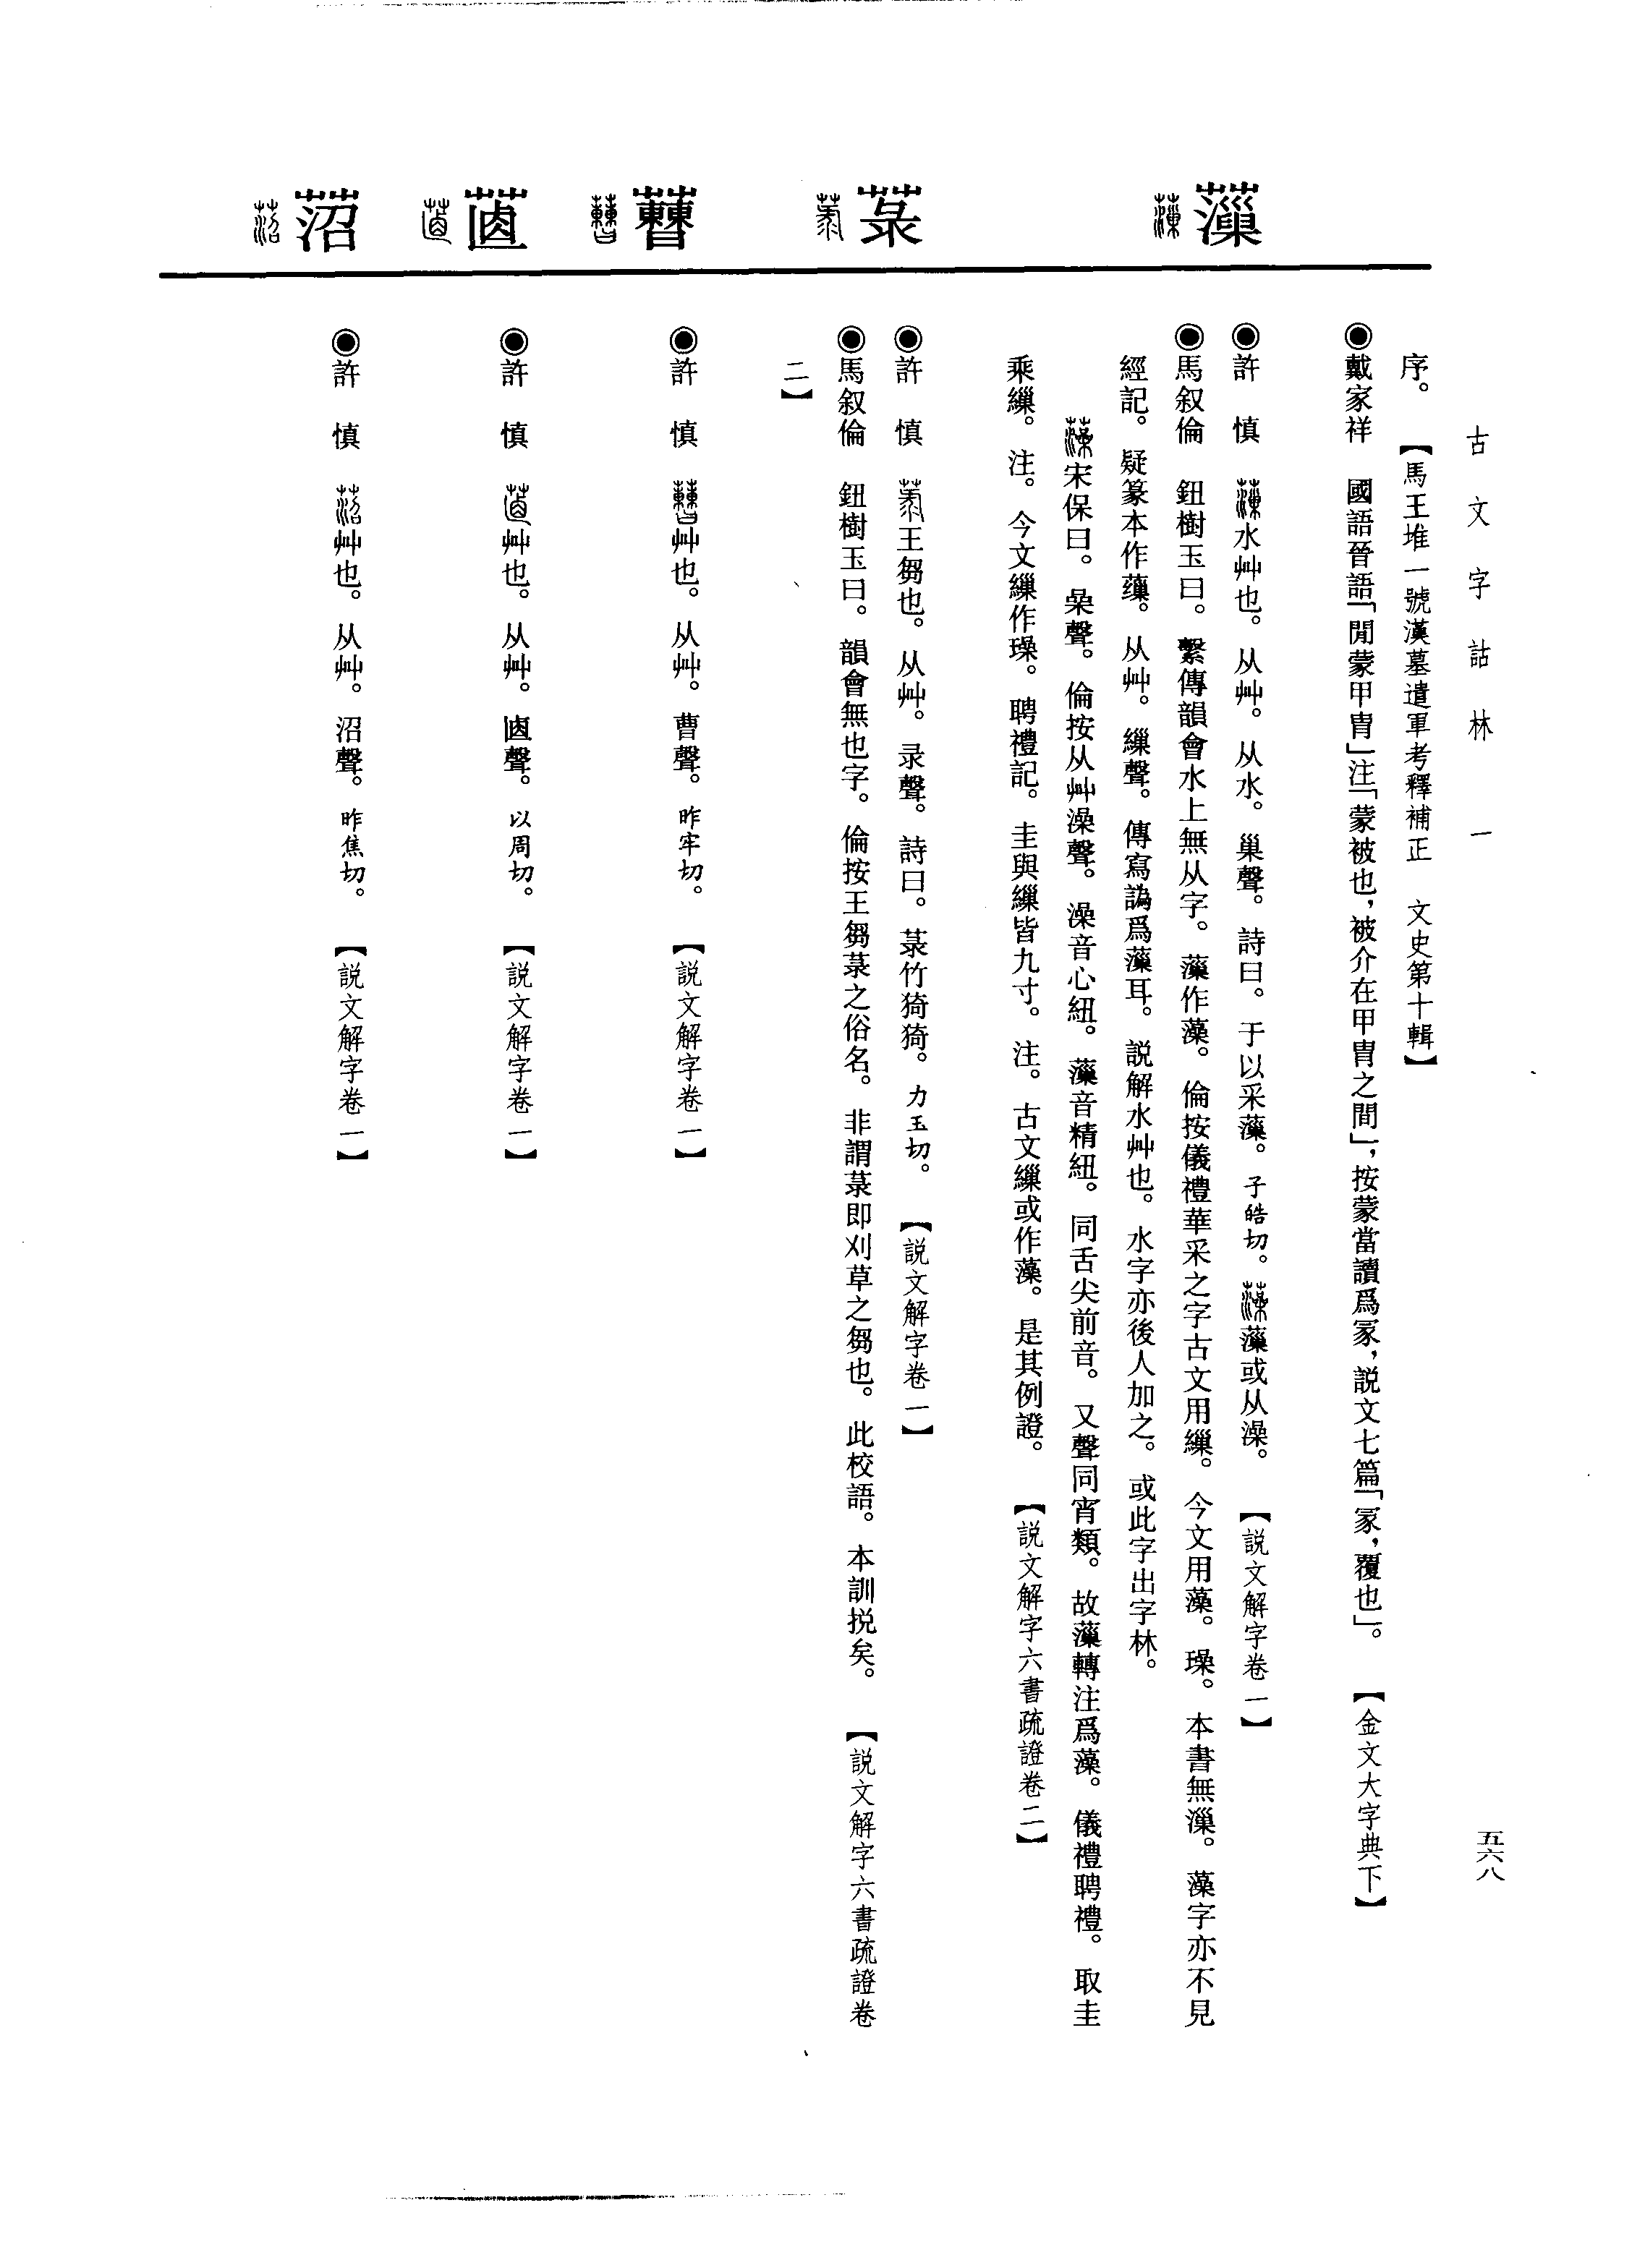 古文字詁林 一
五六八
序。 【馬王堆一號漢墓遣軍考釋補正 文史第十輯】
◉戴家祥 國語晉語「閒蒙甲胄」注「蒙被也，被介在甲胄之間」，按蒙當讀爲冡，説文七篇「冡，覆也」。 【金文大字典下】
薻
◉許 慎 水艸也。从艸。从水。巢聲。詩曰。于以采薻。子皓切。薻或从澡。 【説文解字卷一】
◉馬叙倫 鈕樹玉曰。繫傳韻會水上無从字。薻作藻。倫按儀禮華采之字古文用繅。今文用藻。璪。本書無漅。藻字亦不見
經記。疑篆本作。从艸。繅聲。傳寫譌爲薻耳。説解水艸也。水字亦後人加之。或此字出字林。
宋保曰。喿聲。倫按从艸澡聲。澡音心紐。薻音精紐。同舌尖前音。又聲同宵類。故薻轉注爲藻。儀禮聘禮。取圭
乘繅。注。今文繅作璪。聘禮記。圭與繅皆九寸。注。古文繅或作藻。是其例證。 【説文解字六書疏證卷二】
菉
◉許 慎 王芻也。从艸。录聲。詩曰。菉竹猗猗。力玉切。 【説文解字卷一】
◉馬叙倫 鈕樹玉曰。韻會無也字。倫按王芻菉之俗名。非謂菉即刈草之芻也。此校語。本訓捝矣。 【説文解字六書疏證卷
二】
蓸
◉許 慎 艸也。从艸。曹聲。昨牢切。 【説文解字卷一】
𦵩
◉許 慎 艸也。从艸。鹵聲。以周切。 【説文解字卷一】
菬
◉許 慎 艸也。从艸。沼聲。昨焦切。 【説文解字卷一】